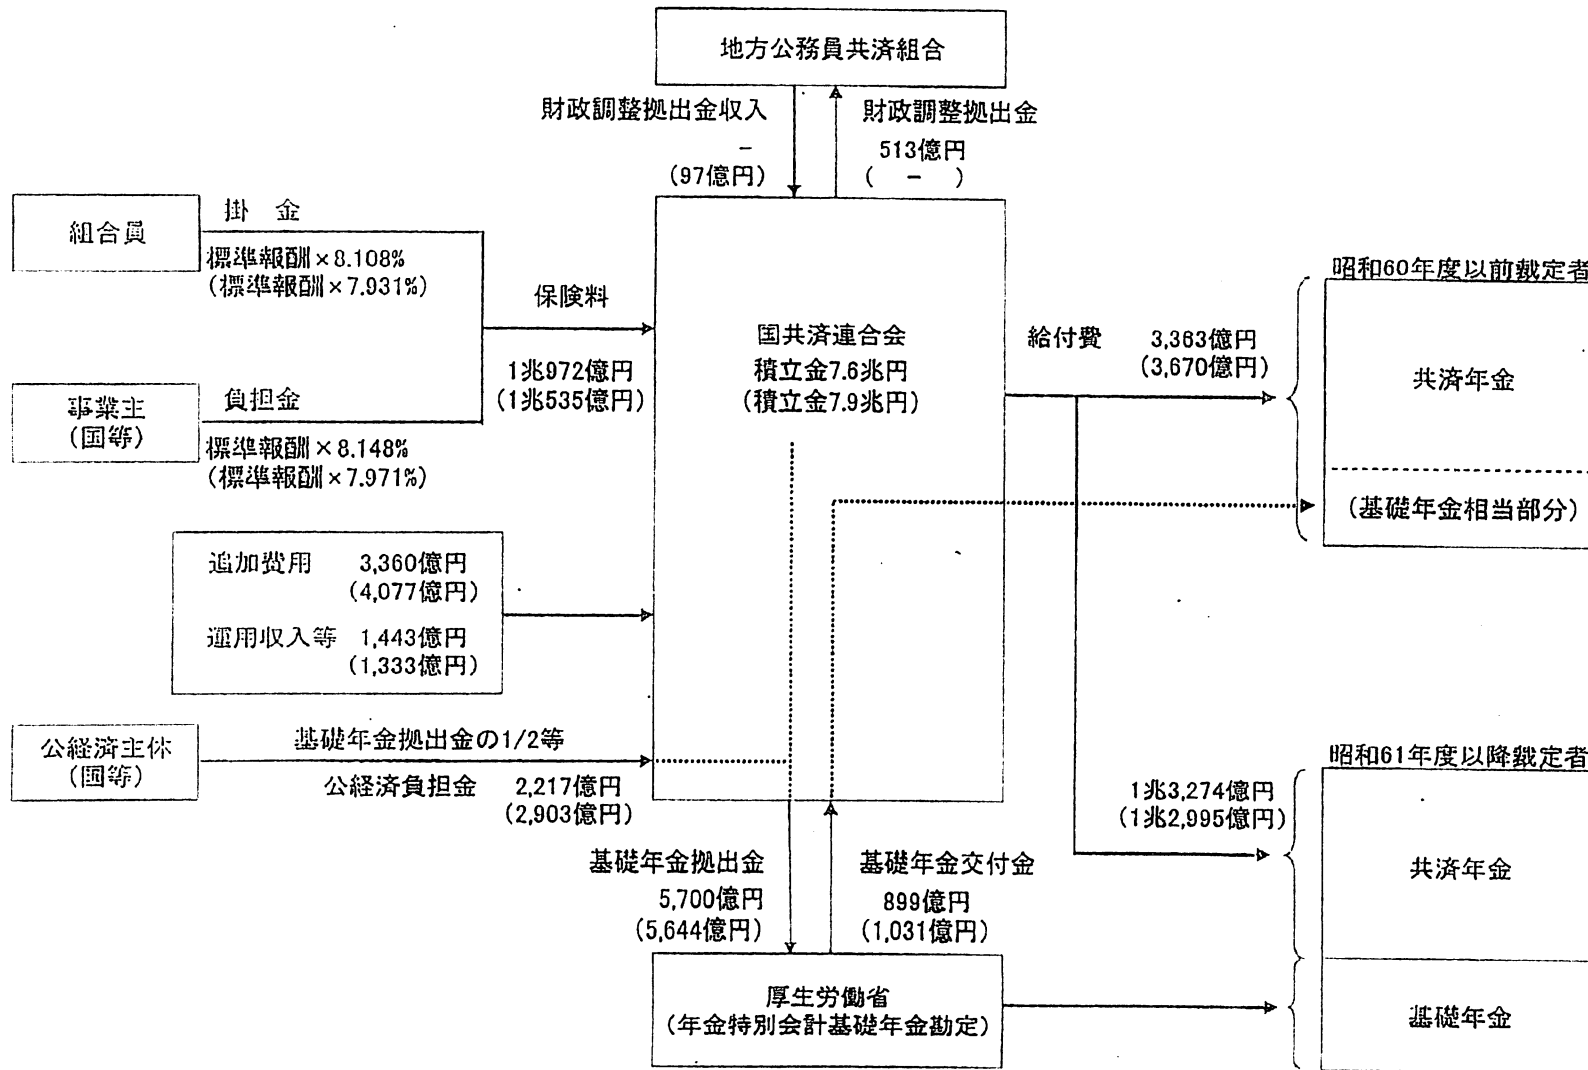 地方公務員共済組合
財政調整拠出金収入
－
(97億円)
財政調整拠出金
513億円
( － )
組合員
掛 金
標準報酬×8.108%
(標準報酬×7.931%)
事業主
(国等)
負担金
標準報酬×8.148%
(標準報酬×7.971%)
保険料
1兆972億円
(1兆535億円)
国共済連合会
積立金7.6兆円
(積立金7.9兆円)
給付費
3,363億円
(3,670億円)
昭和60年度以前裁定者
共済年金
(基礎年金相当部分)
追加費用 3,360億円
(4,077億円)
運用収入等 1,443億円
(1,333億円)
公経済主体
(国等)
基礎年金拠出金の1/2等
公経済負担金 2,217億円
(2,903億円)
基礎年金拠出金
5,700億円
(5,644億円)
基礎年金交付金
899億円
(1,031億円)
1兆3,274億円
(1兆2,995億円)
昭和61年度以降裁定者
共済年金
基礎年金
厚生労働省
(年金特別会計基礎年金勘定)